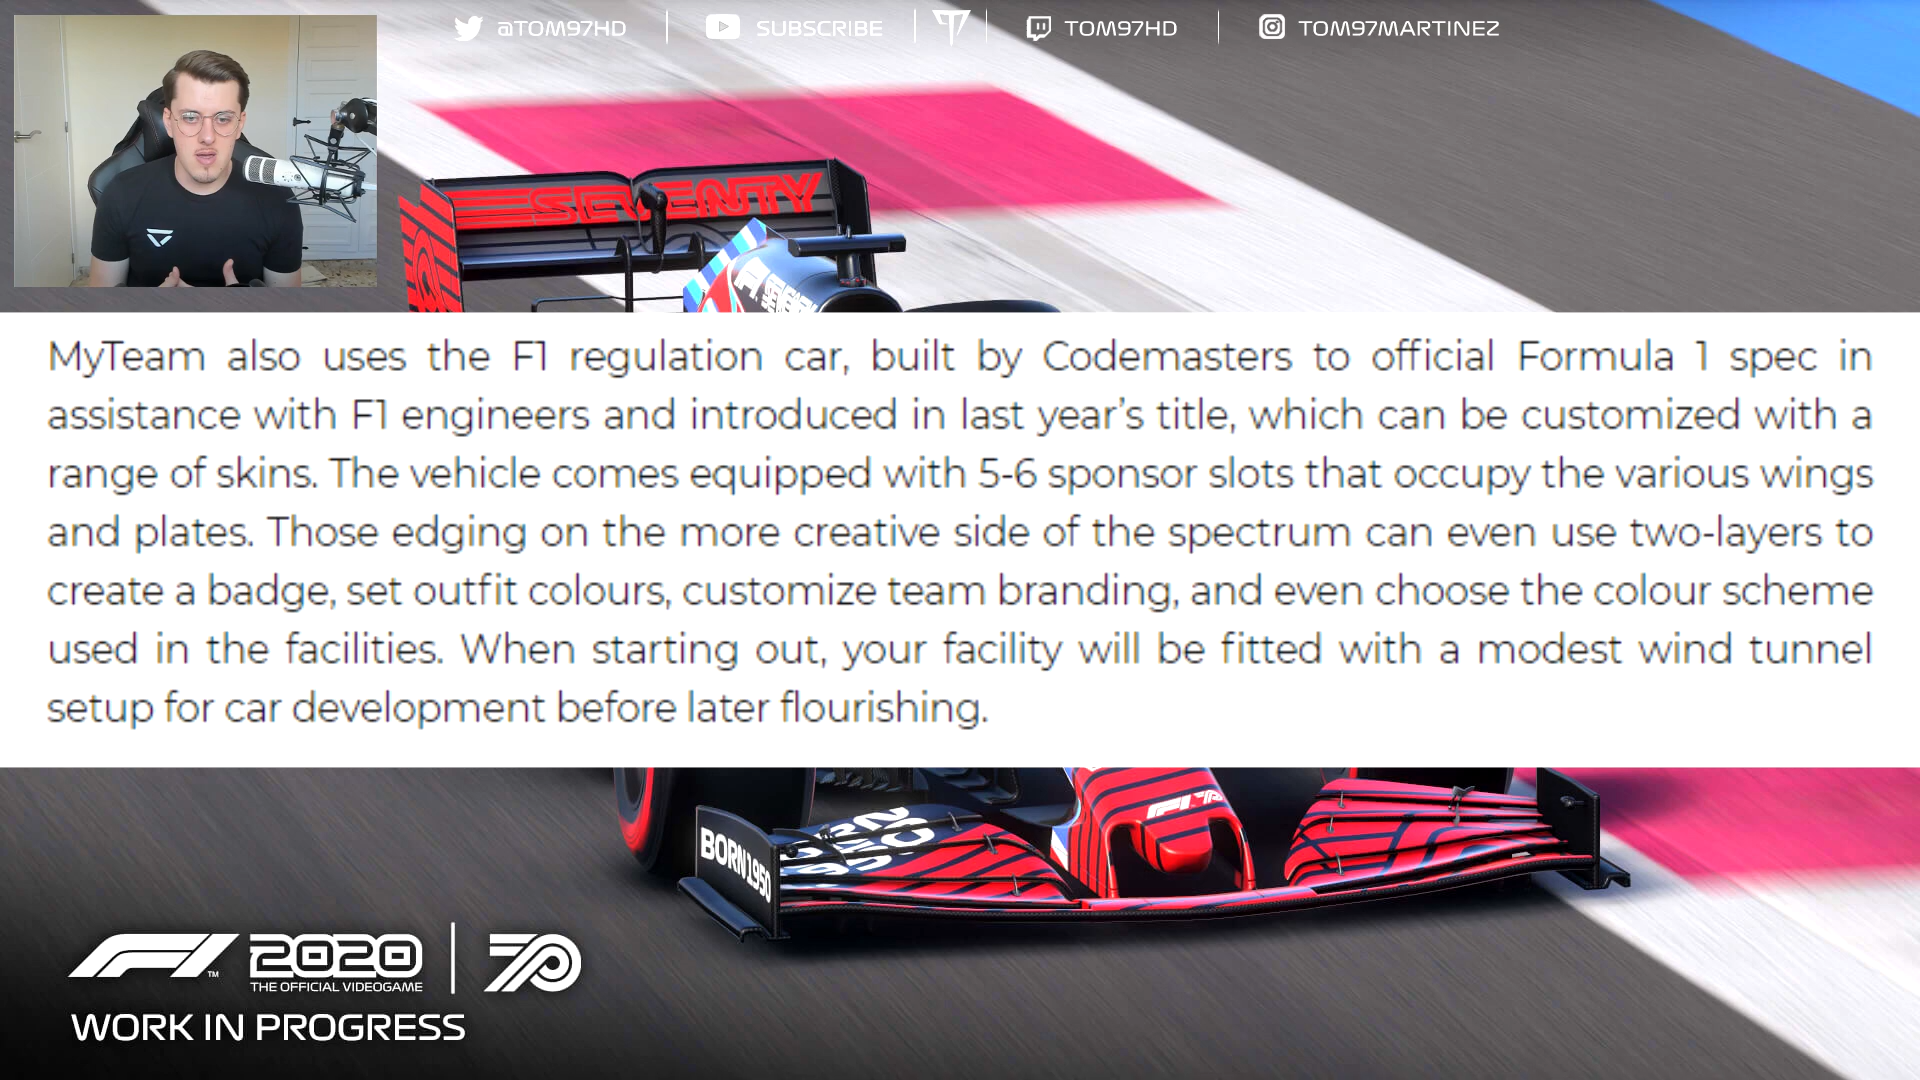 @TOM97HD
SUBSCRIBE
TOM97HD
TOM97MARTINEZ
SEVENTY
MyTeam also uses the F1 regulation car, built by Codemasters to official Formula 1 spec in
assistance with F1 engineers and introduced in last year’s title, which can be customized with a
range of skins. The vehicle comes equipped with 5-6 sponsor slots that occupy the various wings
and plates. Those edging on the more creative side of the spectrum can even use two-layers to
create a badge, set outfit colours, customize team branding, and even choose the colour scheme
used in the facilities. When starting out, your facility will be fitted with a modest wind tunnel
setup for car development before later flourishing.
F1 70
BORN1950
F1™ 2020 70
THE OFFICIAL VIDEOGAME
WORK IN PROGRESS